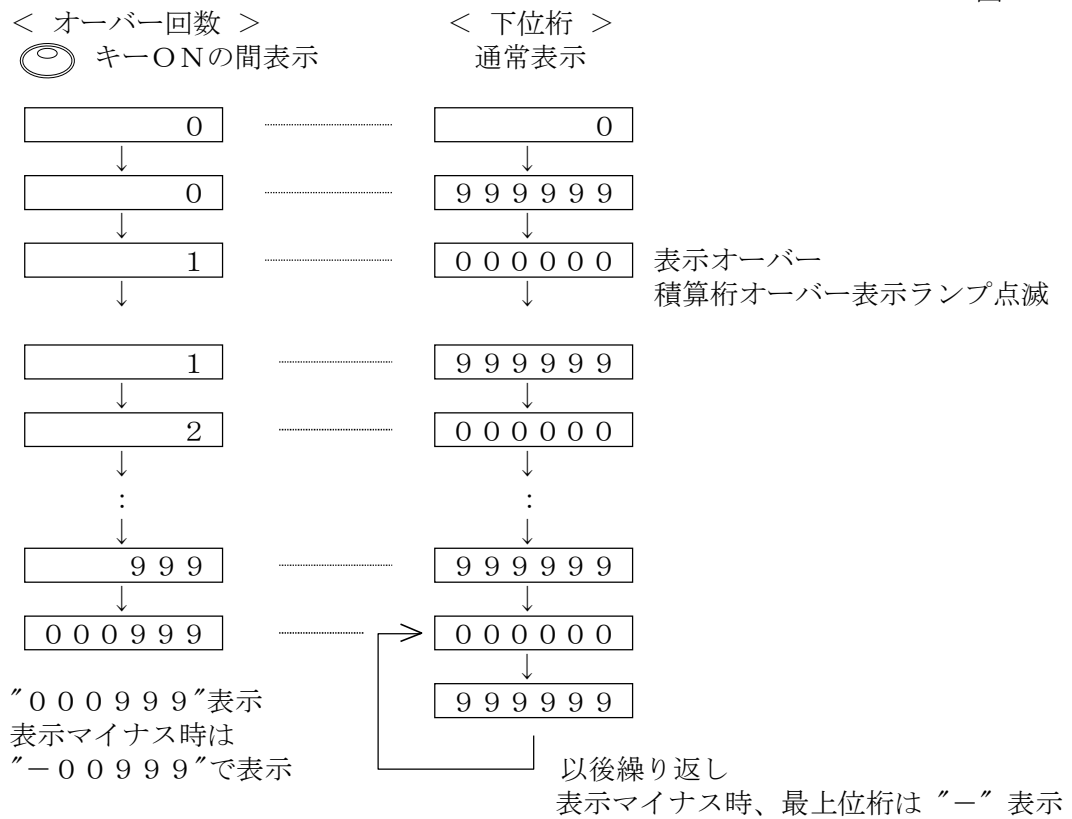 < オーバー回数 > < 下位桁 >
キーＯＮの間表示 通常表示
０ ０
↓ ↓
０ ９９９９９９
↓ ↓
１ ００００００ 表示オーバー
↓ ↓ 積算桁オーバー表示ランプ点滅
１ ９９９９９９
↓ ↓
２ ００００００
↓ ↓
： ：
↓ ↓
９９９ ９９９９９９
↓ ↓
０００９９９ ００００００
↓
″０００９９９″表示 ９９９９９９
表示マイナス時は
″－００９９９″で表示 以後繰り返し
表示マイナス時、最上位桁は ″－″ 表示